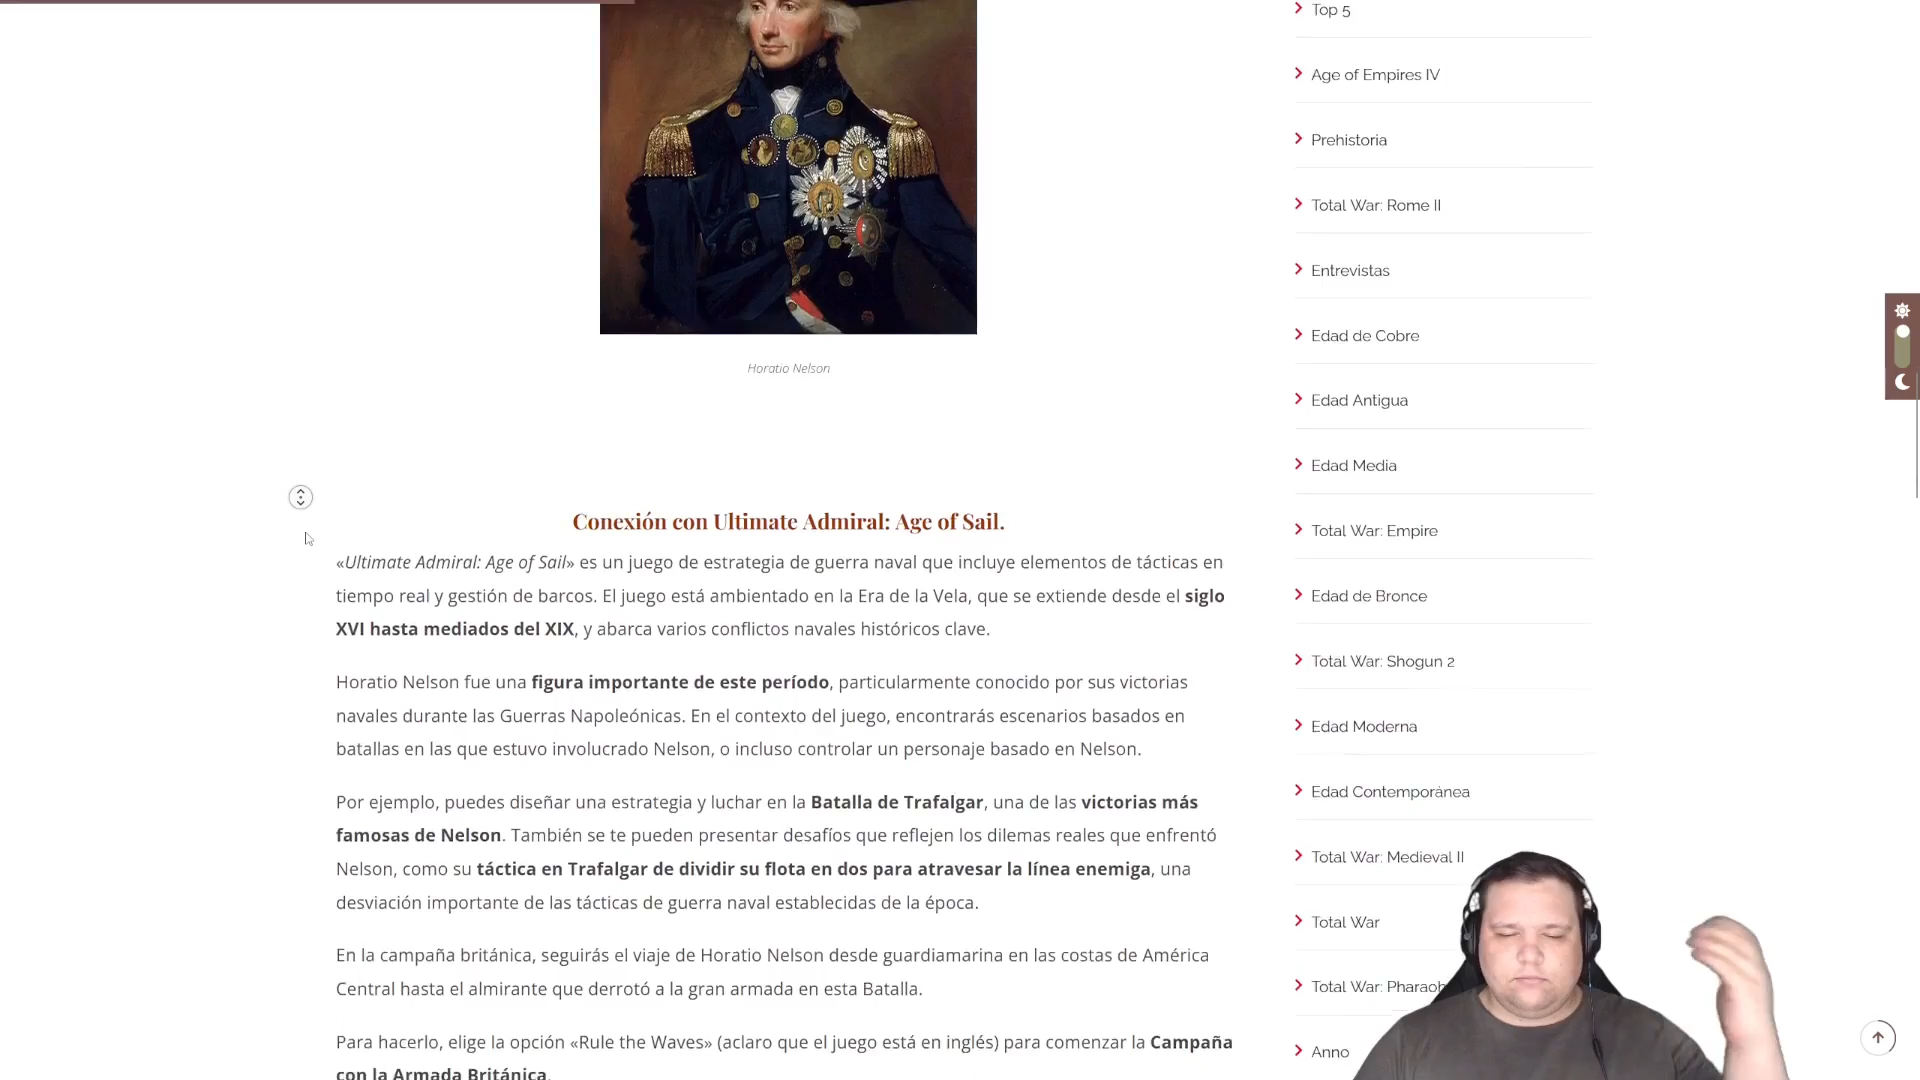 Horatio Nelson
Conexión con Ultimate Admiral: Age of Sail.
«Ultimate Admiral: Age of Sail» es un juego de estrategia de guerra naval que incluye elementos de tácticas en
tiempo real y gestión de barcos. El juego está ambientado en la Era de la Vela, que se extiende desde el siglo
XVI hasta mediados del XIX, y abarca varios conflictos navales históricos clave.
Horatio Nelson fue una figura importante de este período, particularmente conocido por sus victorias
navales durante las Guerras Napoleónicas. En el contexto del juego, encontrarás escenarios basados en
batallas en las que estuvo involucrado Nelson, o incluso controlar un personaje basado en Nelson.
Por ejemplo, puedes diseñar una estrategia y luchar en la Batalla de Trafalgar, una de las victorias más
famosas de Nelson. También se te pueden presentar desafíos que reflejen los dilemas reales que enfrentó
Nelson, como su táctica en Trafalgar de dividir su flota en dos para atravesar la línea enemiga, una
desviación importante de las tácticas de guerra naval establecidas de la época.
En la campaña británica, seguirás el viaje de Horatio Nelson desde guardiamarina en las costas de América
Central hasta el almirante que derrotó a la gran armada en esta Batalla.
Para hacerlo, elige la opción «Rule the Waves» (aclaro que el juego está en inglés) para comenzar la Campaña
con la Armada Británica.
Top 5
Age of Empires IV
Prehistoria
Total War: Rome II
Entrevistas
Edad de Cobre
Edad Antigua
Edad Media
Total War: Empire
Edad de Bronce
Total War: Shogun 2
Edad Moderna
Edad Contemporánea
Total War: Medieval II
Total War
Total War: Pharaoh
Anno